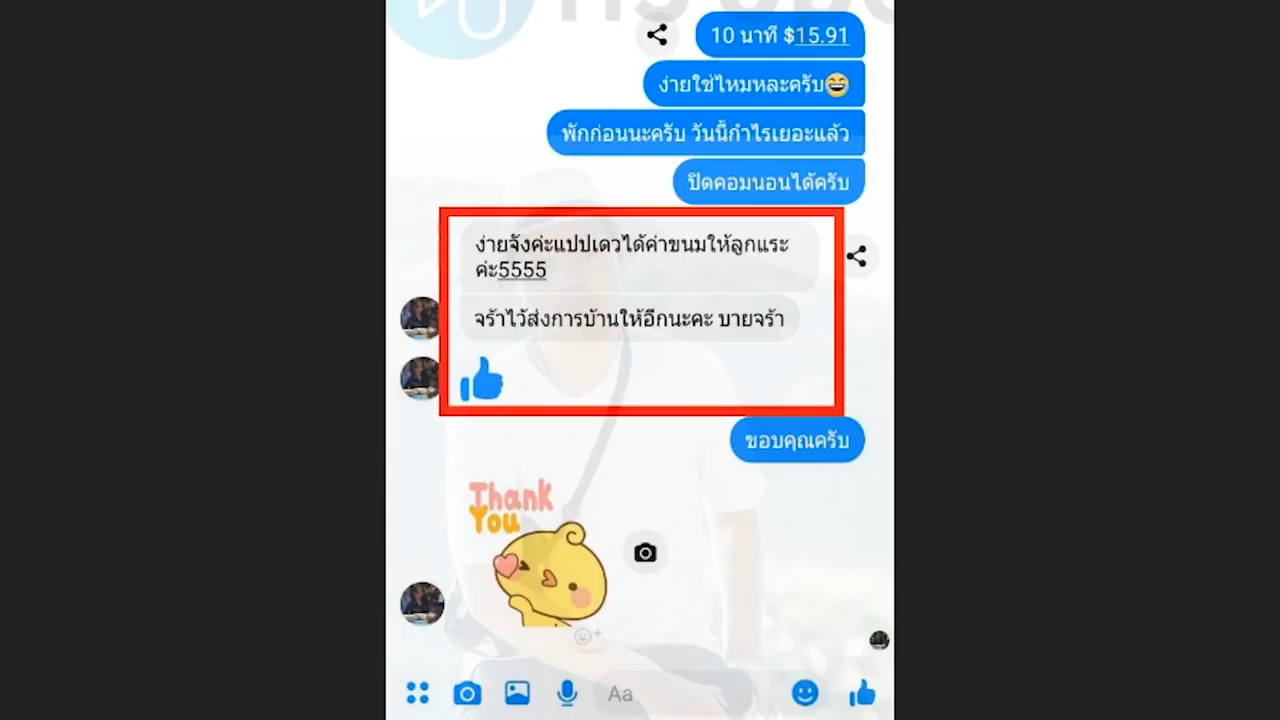 10 นาที $15.91
ง่ายใช่ไหมหละครับ😄
พักก่อนนะครับ วันนี้กำไรเยอะแล้ว
ปิดคอมนอนได้ครับ
ง่ายจังค่ะแปปเดวได้ค่าขนมให้ลูกแระ
ค่ะ5555
จร้าไว้ส่งการบ้านให้อีกนะคะ บายจร้า
ขอบคุณครับ
Thank
You
Aa